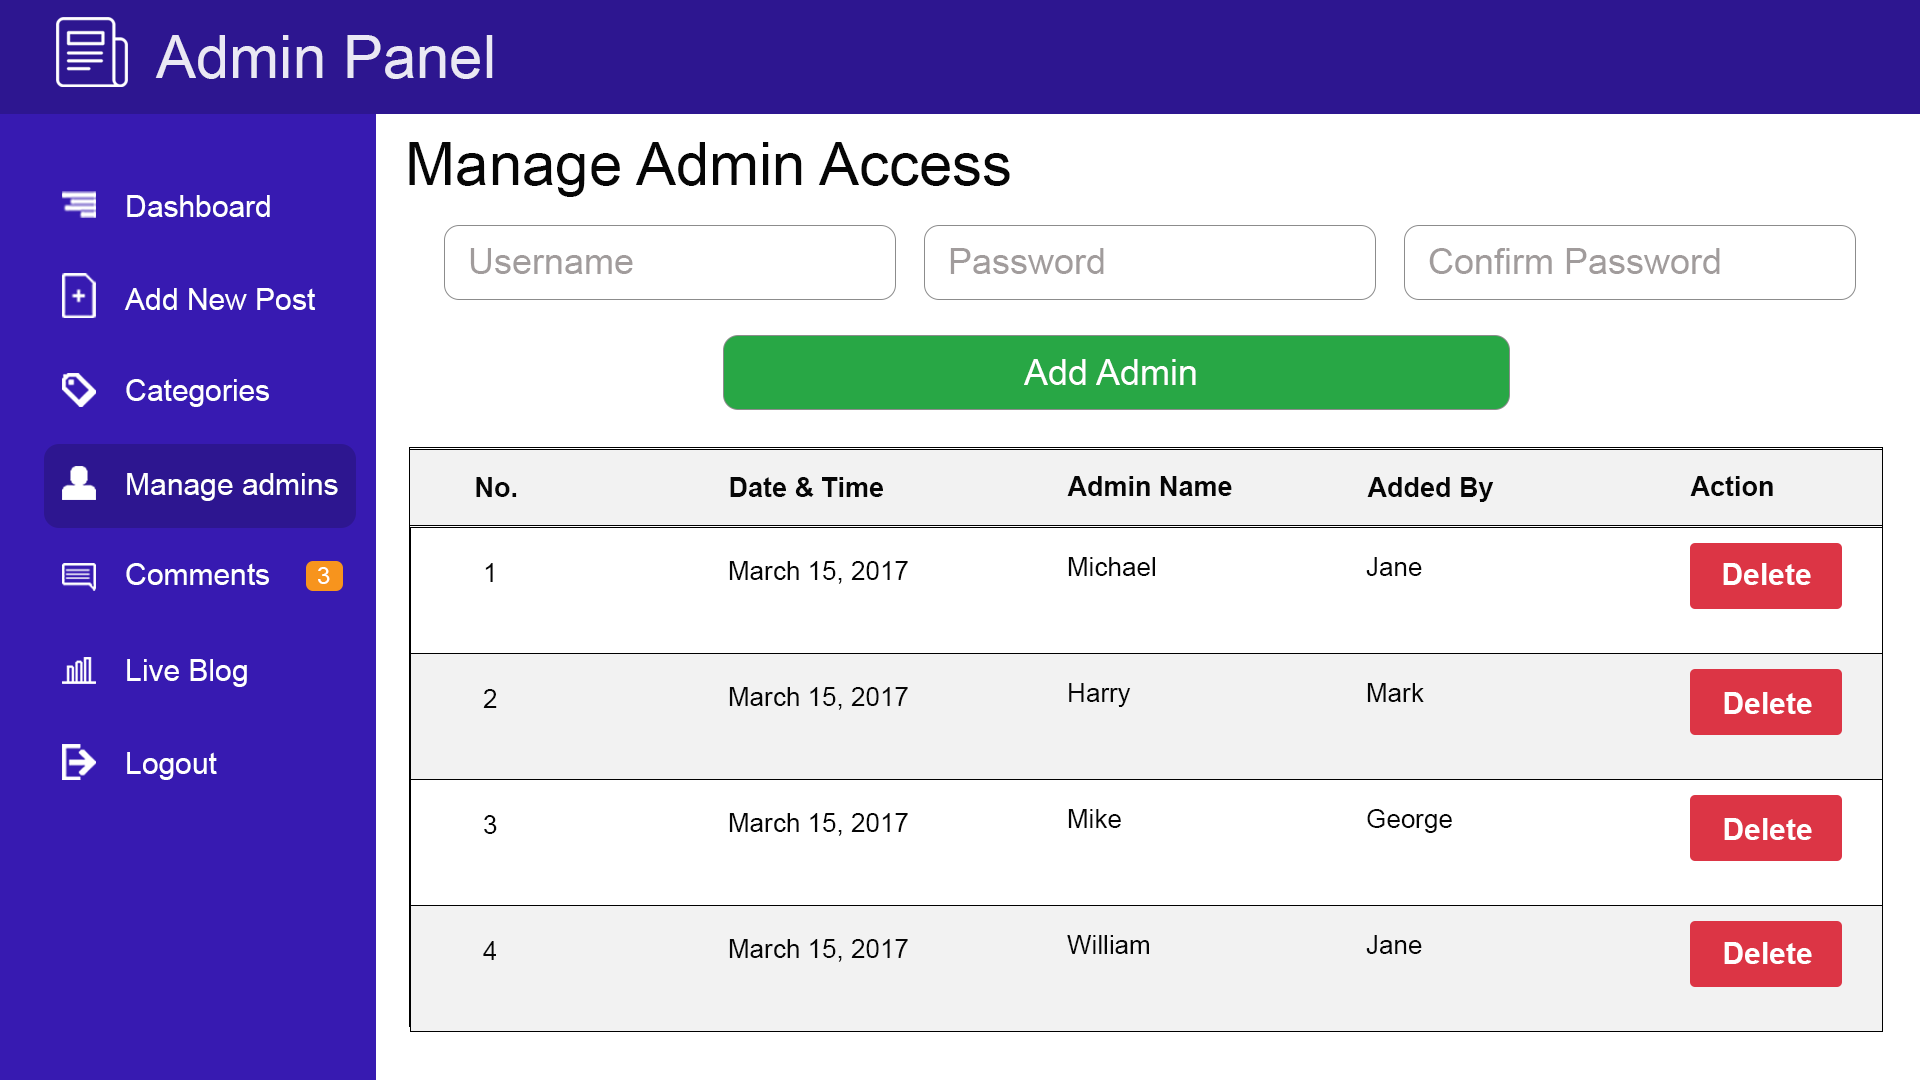 Admin Panel
Dashboard
Add New Post
Categories
Manage admins
Comments 3
Live Blog
Logout
Manage Admin Access
Username Password Confirm Password
Add Admin
No. Date & Time Admin Name Added By Action
1 March 15, 2017 Michael Jane Delete
2 March 15, 2017 Harry Mark Delete
3 March 15, 2017 Mike George Delete
4 March 15, 2017 William Jane Delete